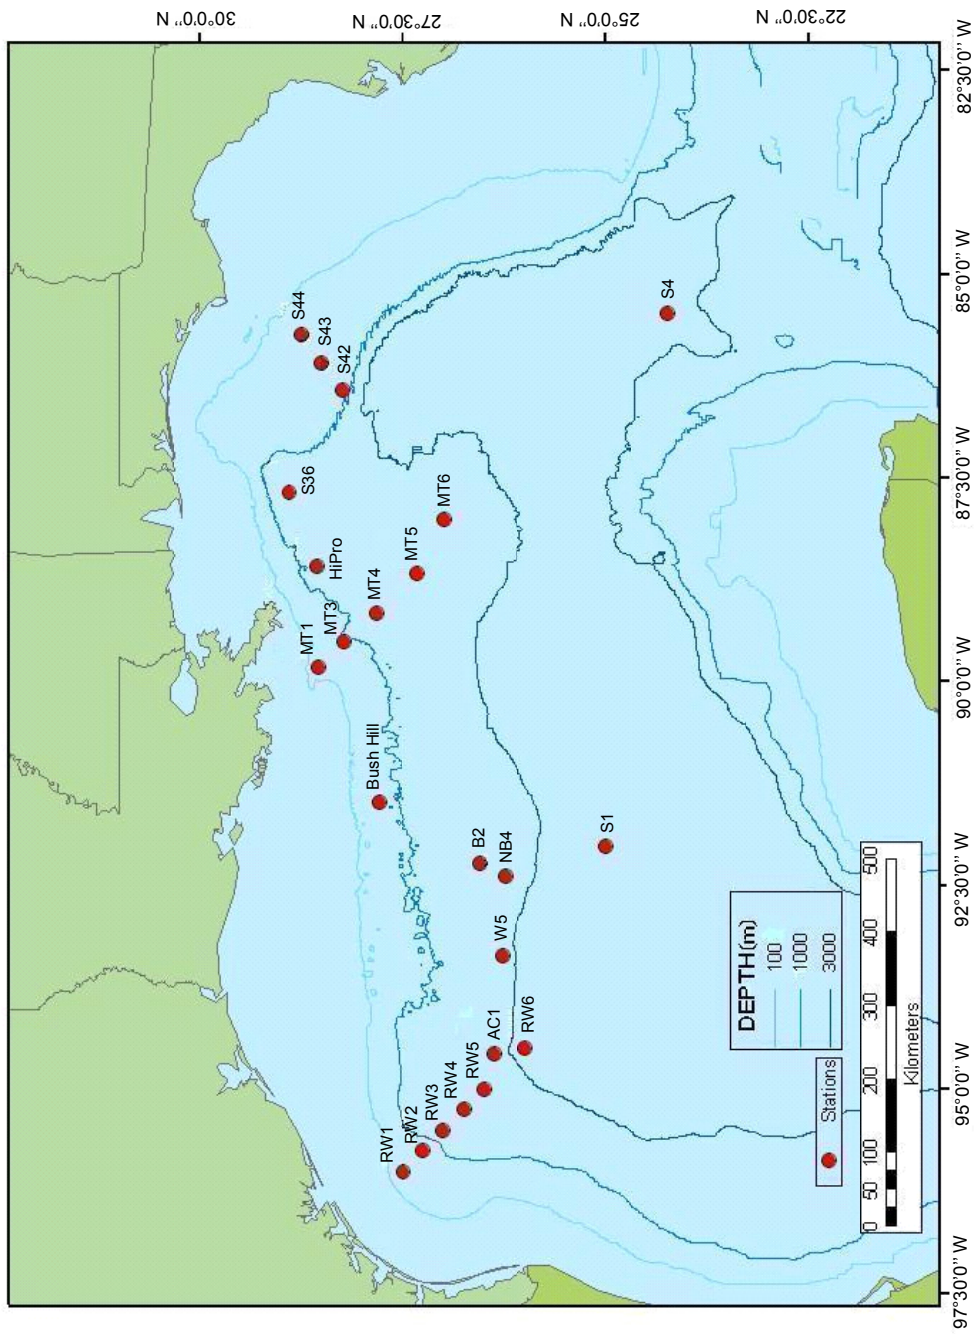 30°0'0" N
27°30'0" N
25°0'0" N
22°30'0" N
S44
S43
S42
S36
HiPro
MT1
MT3
MT4
MT5
MT6
S4
Bush Hill
B2
NB4
S1
W5
AC1
RW6
RW5
RW4
RW3
RW2
RW1
DEPTH(m)
100
1000
3000
Stations
0 50 100 200 300 400 500
Kilometers
97°30'0" W
95°0'0" W
92°30'0" W
90°0'0" W
87°30'0" W
85°0'0" W
82°30'0" W